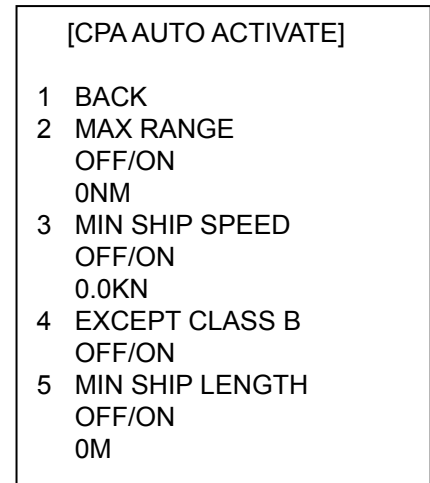 [CPA AUTO ACTIVATE]
1 BACK
2 MAX RANGE
OFF/ON
0NM
3 MIN SHIP SPEED
OFF/ON
0.0KN
4 EXCEPT CLASS B
OFF/ON
5 MIN SHIP LENGTH
OFF/ON
0M